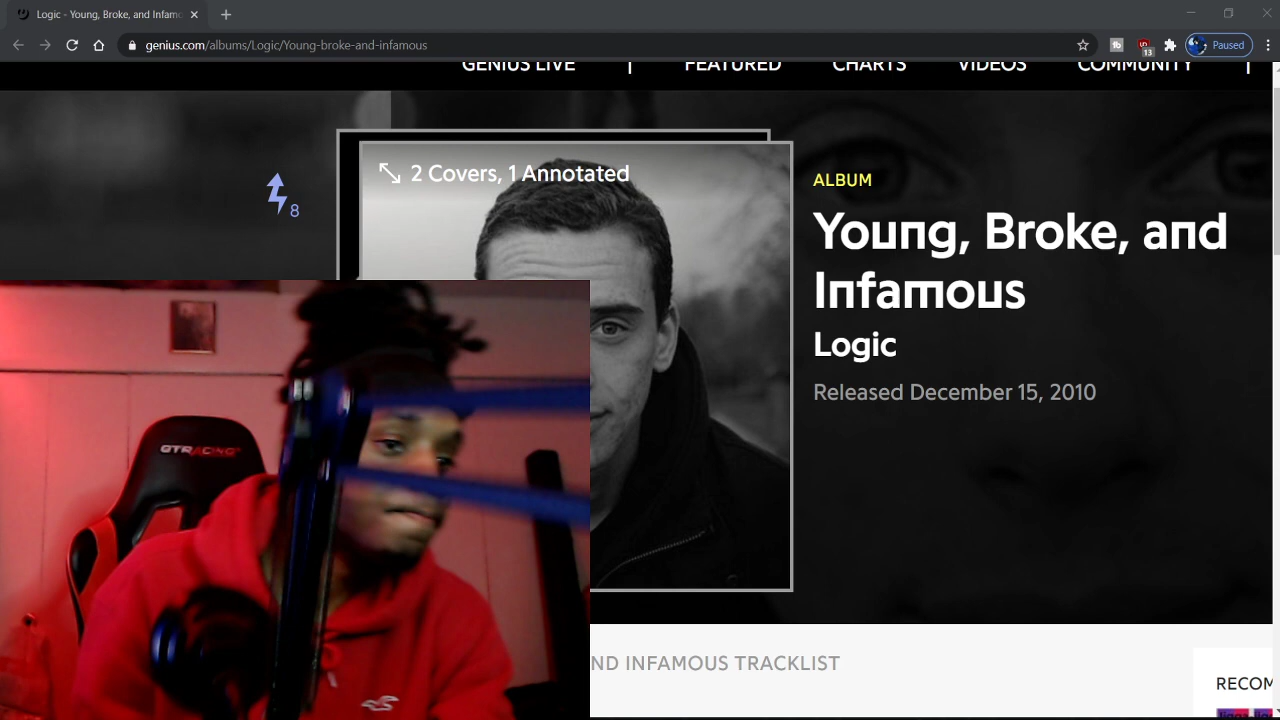 Logic - Young, Broke, and Infamo
genius.com/albums/Logic/Young-broke-and-infamous
13
Paused
GENIUS LIVE | FEATURED CHARTS VIDEOS COMMUNITY |
2 Covers, 1 Annotated
8
ALBUM
Young, Broke, and
Infamous
Logic
Released December 15, 2010
GTRACING
ND INFAMOUS TRACKLIST
RECOM